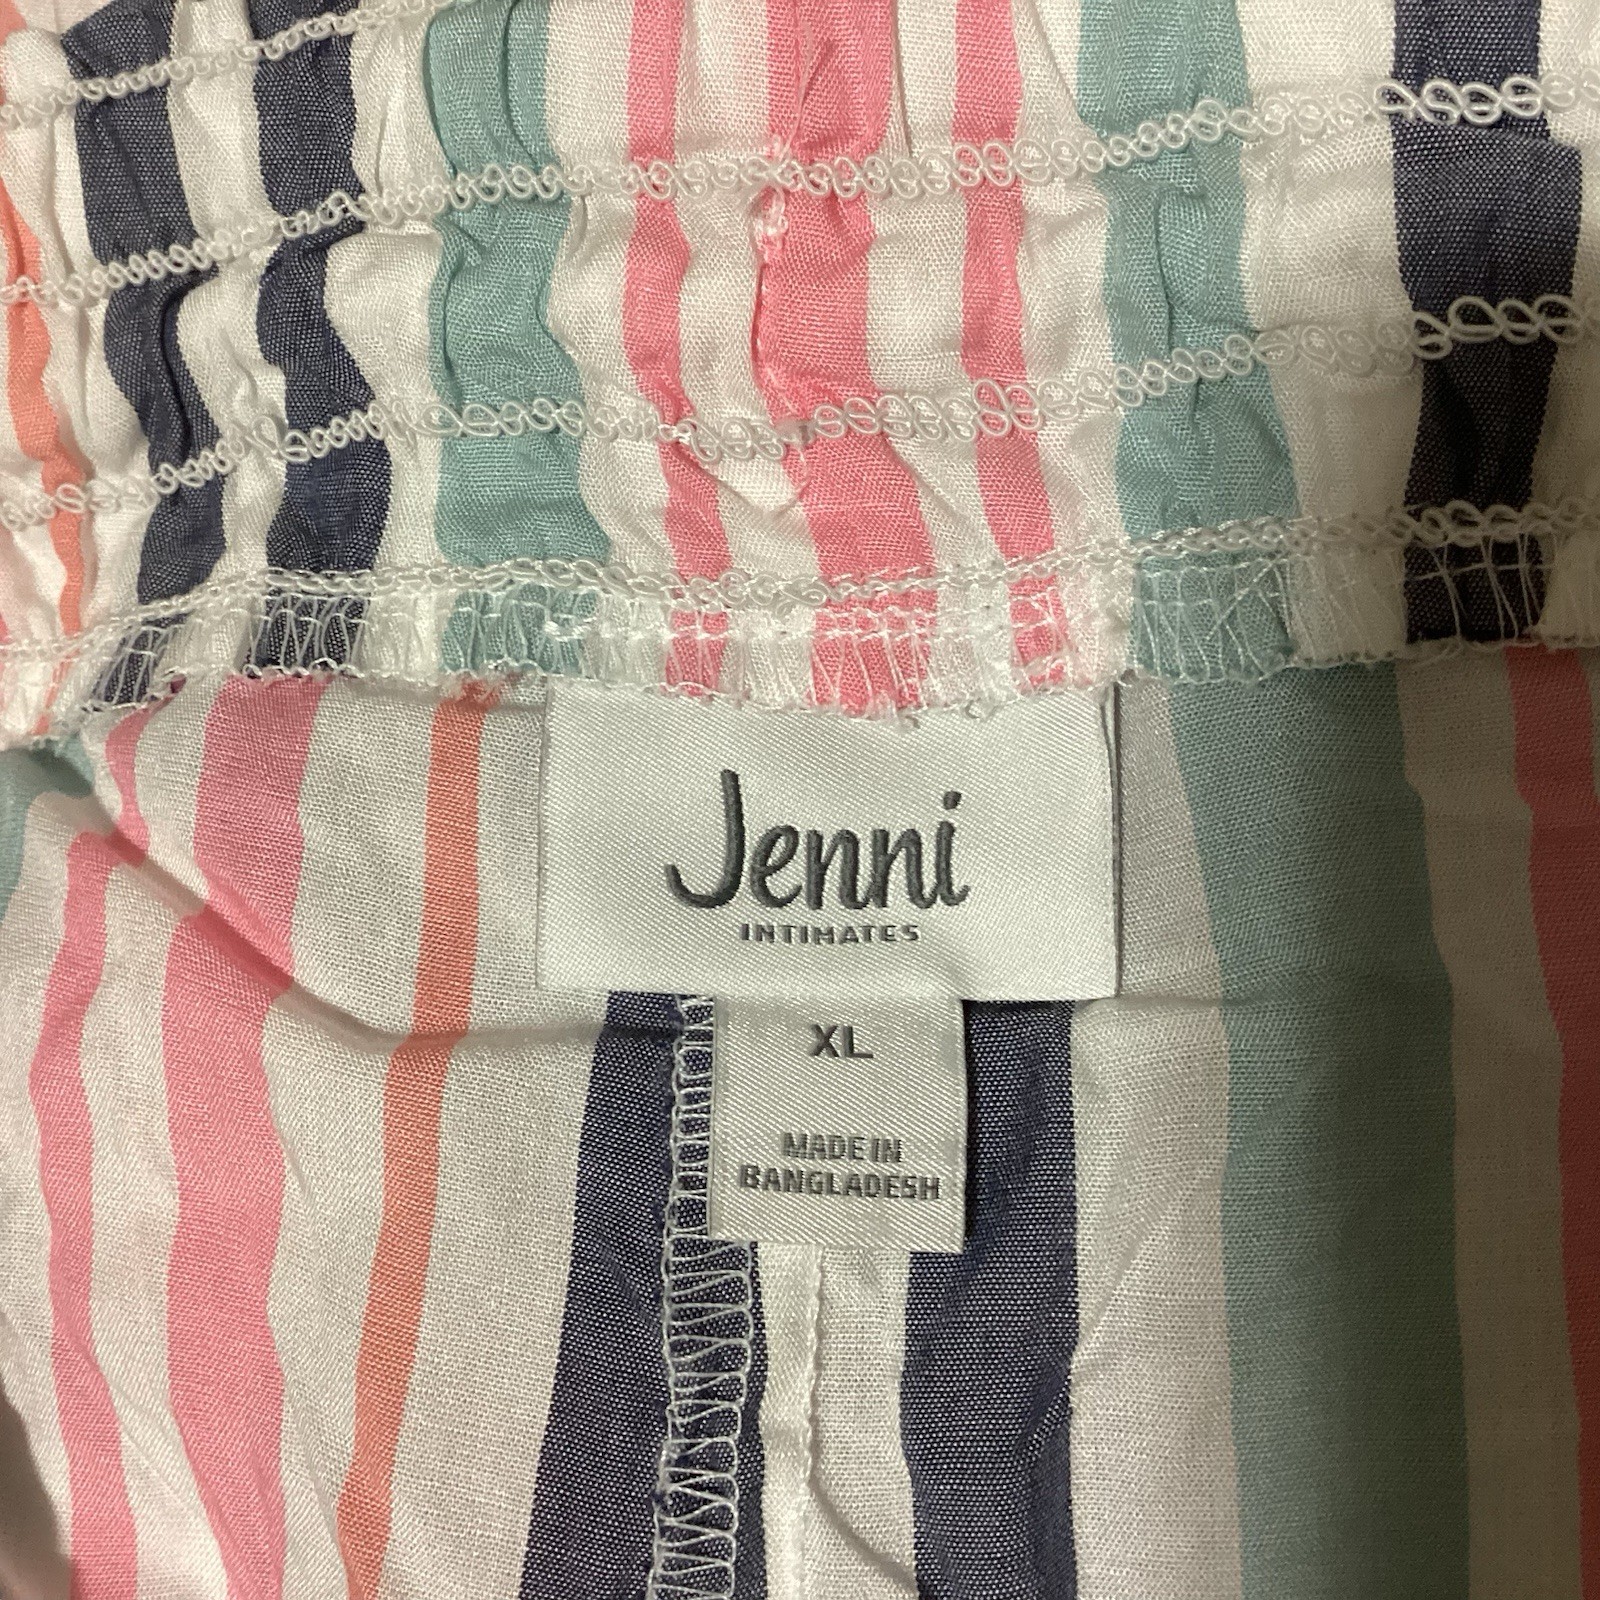 Jenni
INTIMATES
XL
MADE IN
BANGLADESH